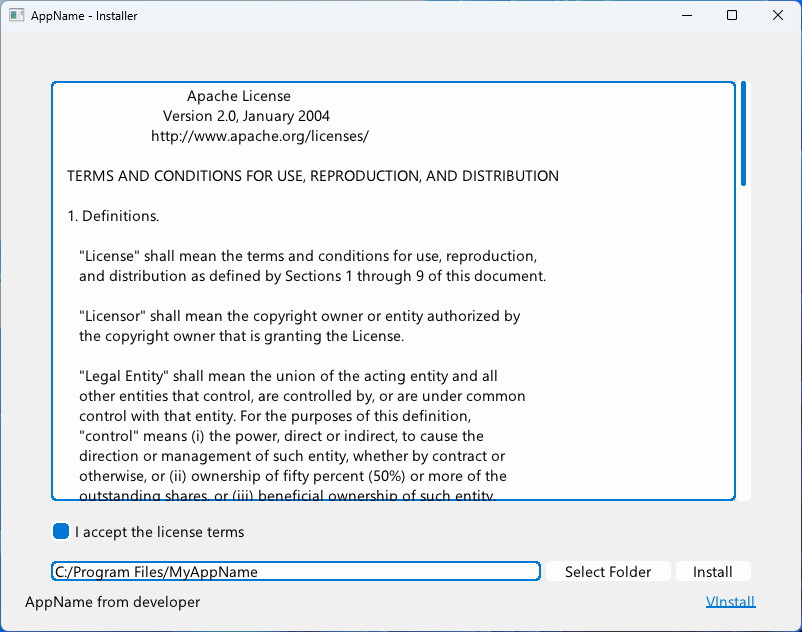 AppName - Installer
Apache License
Version 2.0, January 2004
http://www.apache.org/licenses/
TERMS AND CONDITIONS FOR USE, REPRODUCTION, AND DISTRIBUTION
1. Definitions.
"License" shall mean the terms and conditions for use, reproduction,
and distribution as defined by Sections 1 through 9 of this document.
"Licensor" shall mean the copyright owner or entity authorized by
the copyright owner that is granting the License.
"Legal Entity" shall mean the union of the acting entity and all
other entities that control, are controlled by, or are under common
control with that entity. For the purposes of this definition,
"control" means (i) the power, direct or indirect, to cause the
direction or management of such entity, whether by contract or
otherwise, or (ii) ownership of fifty percent (50%) or more of the
outstanding shares, or (iii) beneficial ownership of such entity.
I accept the license terms
C:/Program Files/MyAppName
Select Folder
Install
AppName from developer
VInstall